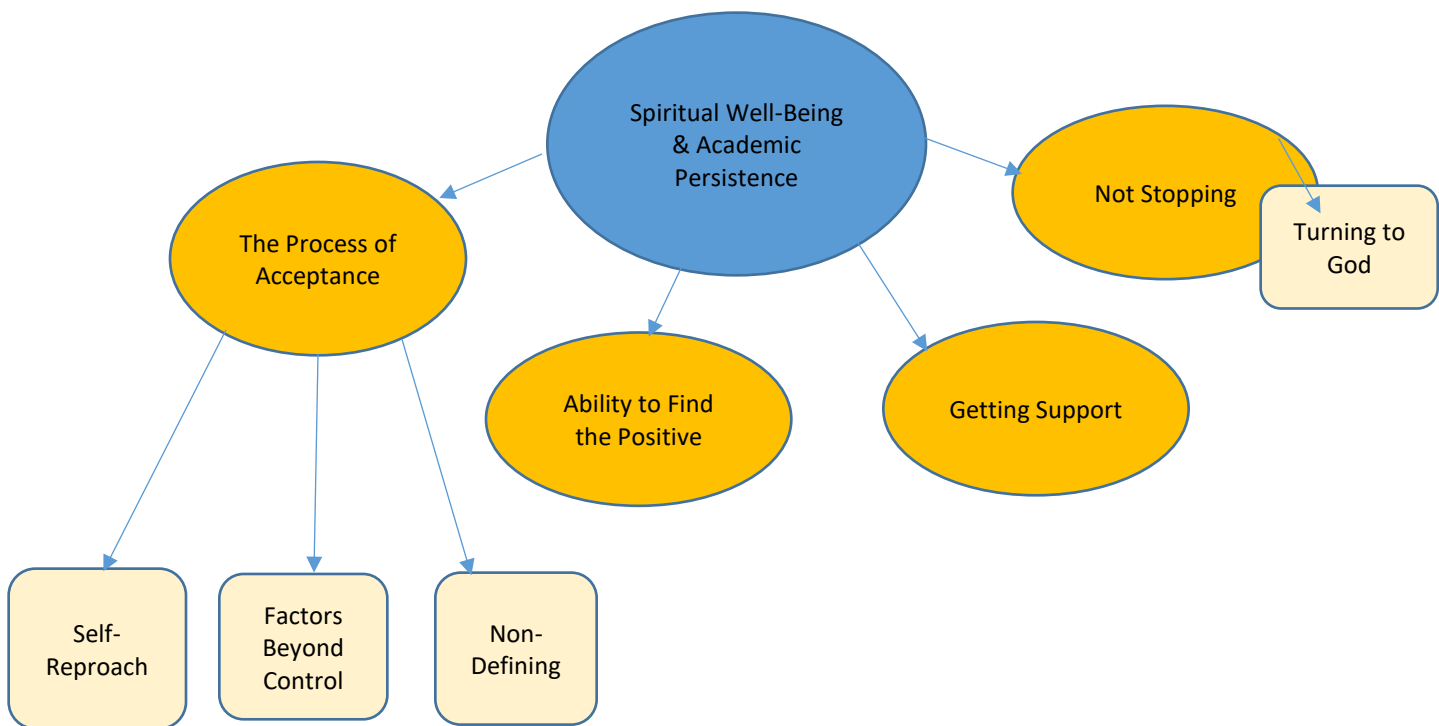 Spiritual Well-Being
& Academic
Persistence
Not Stopping
Turning to
God
The Process of
Acceptance
Ability to Find
the Positive
Getting Support
Self-
Reproach
Factors
Beyond
Control
Non-
Defining